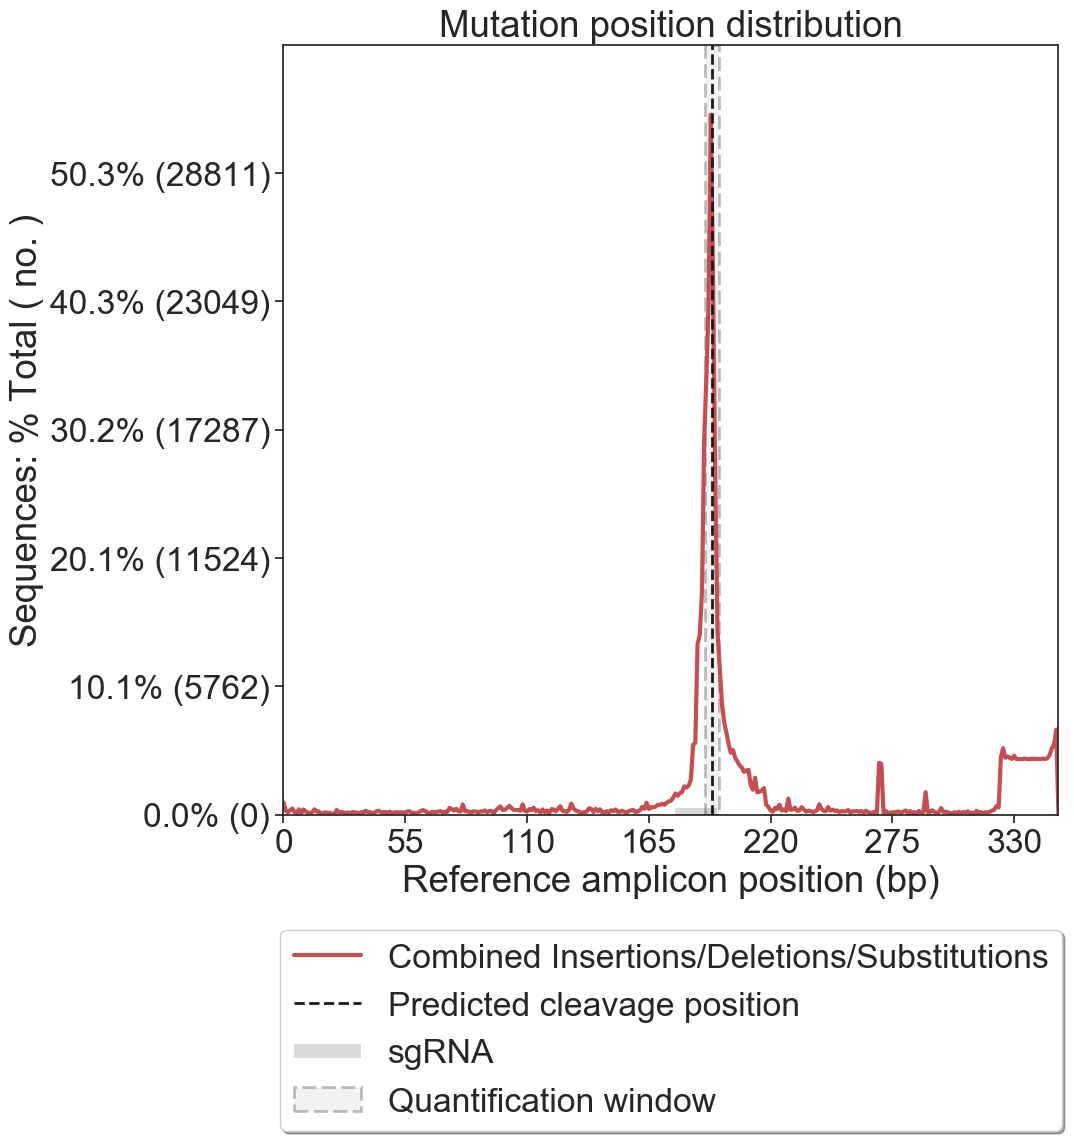 Mutation position distribution
Sequences: % Total ( no. )
50.3% (28811)
40.3% (23049)
30.2% (17287)
20.1% (11524)
10.1% (5762)
0.0% (0)
0 55 110 165 220 275 330
Reference amplicon position (bp)
Combined Insertions/Deletions/Substitutions
Predicted cleavage position
sgRNA
Quantification window